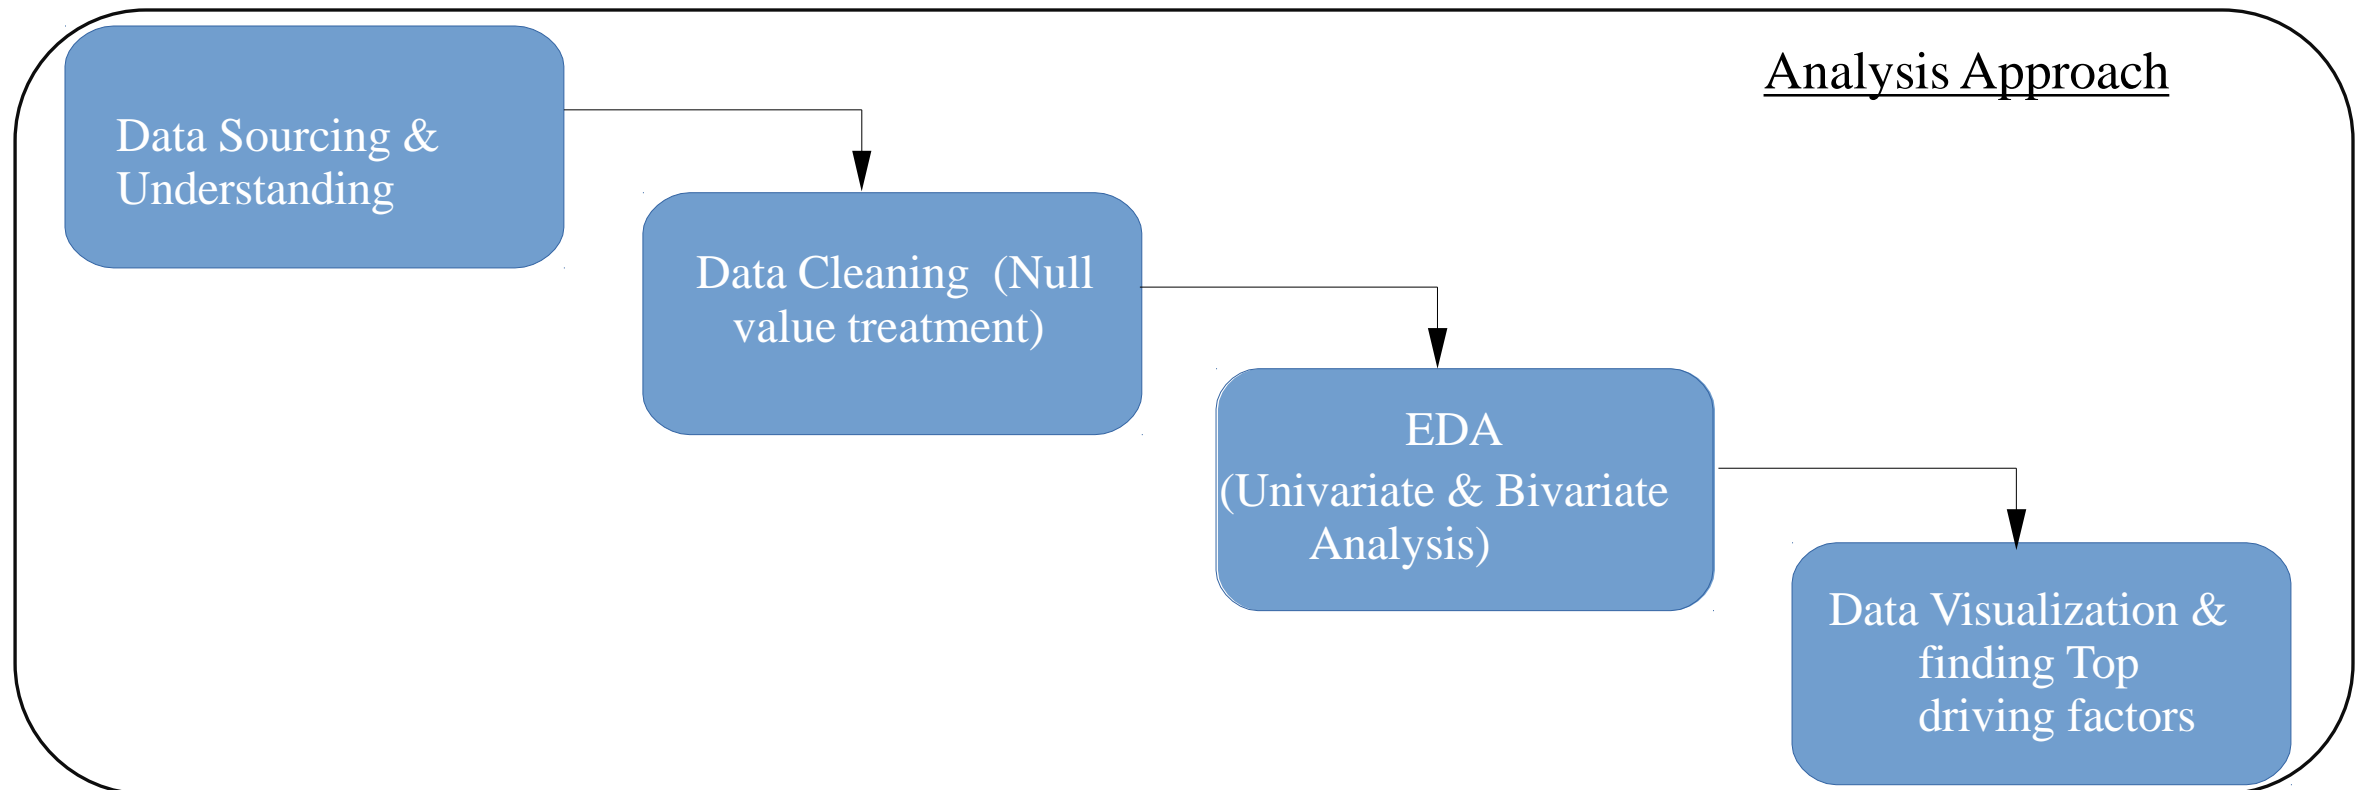 Analysis Approach
Data Sourcing &
Understanding
Data Cleaning  (Null
value treatment)
EDA
(Univariate & Bivariate
Analysis)
Data Visualization &
finding Top
driving factors